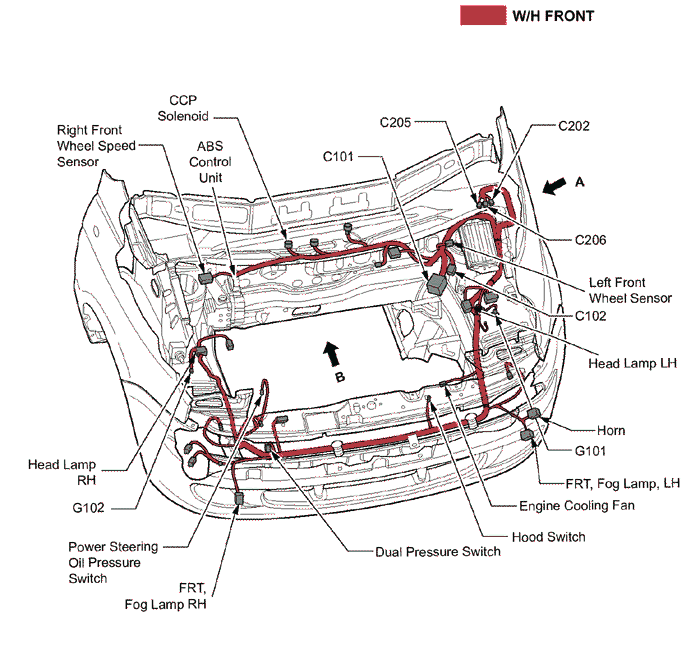 W/H FRONT
CCP
Solenoid
C205
C202
Right Front
Wheel Speed
Sensor
ABS
Control
Unit
C101
A
C206
Left Front
Wheel Sensor
C102
Head Lamp LH
B
Horn
G101
Head Lamp
RH
FRT, Fog Lamp, LH
G102
Engine Cooling Fan
Hood Switch
Power Steering
Oil Pressure
Switch
Dual Pressure Switch
FRT,
Fog Lamp RH